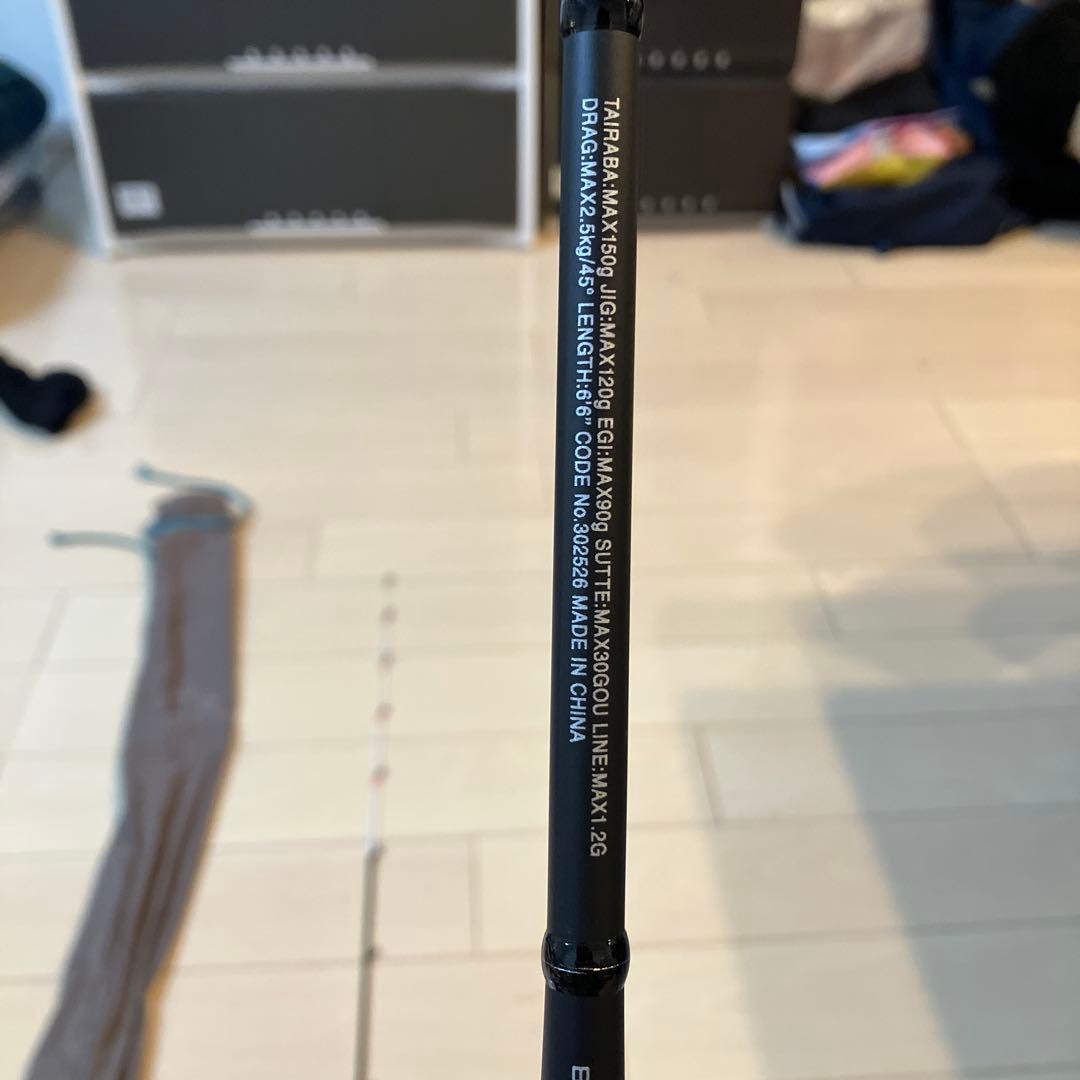 TAIRABA:MAX150g JIG:MAX120g EGI:MAX90g SUTTE:MAX30GOU LINE:MAX1.2G
DRAG:MAX2.5kg/45° LENGTH:6'6" CODE No.302526 MADE IN CHINA